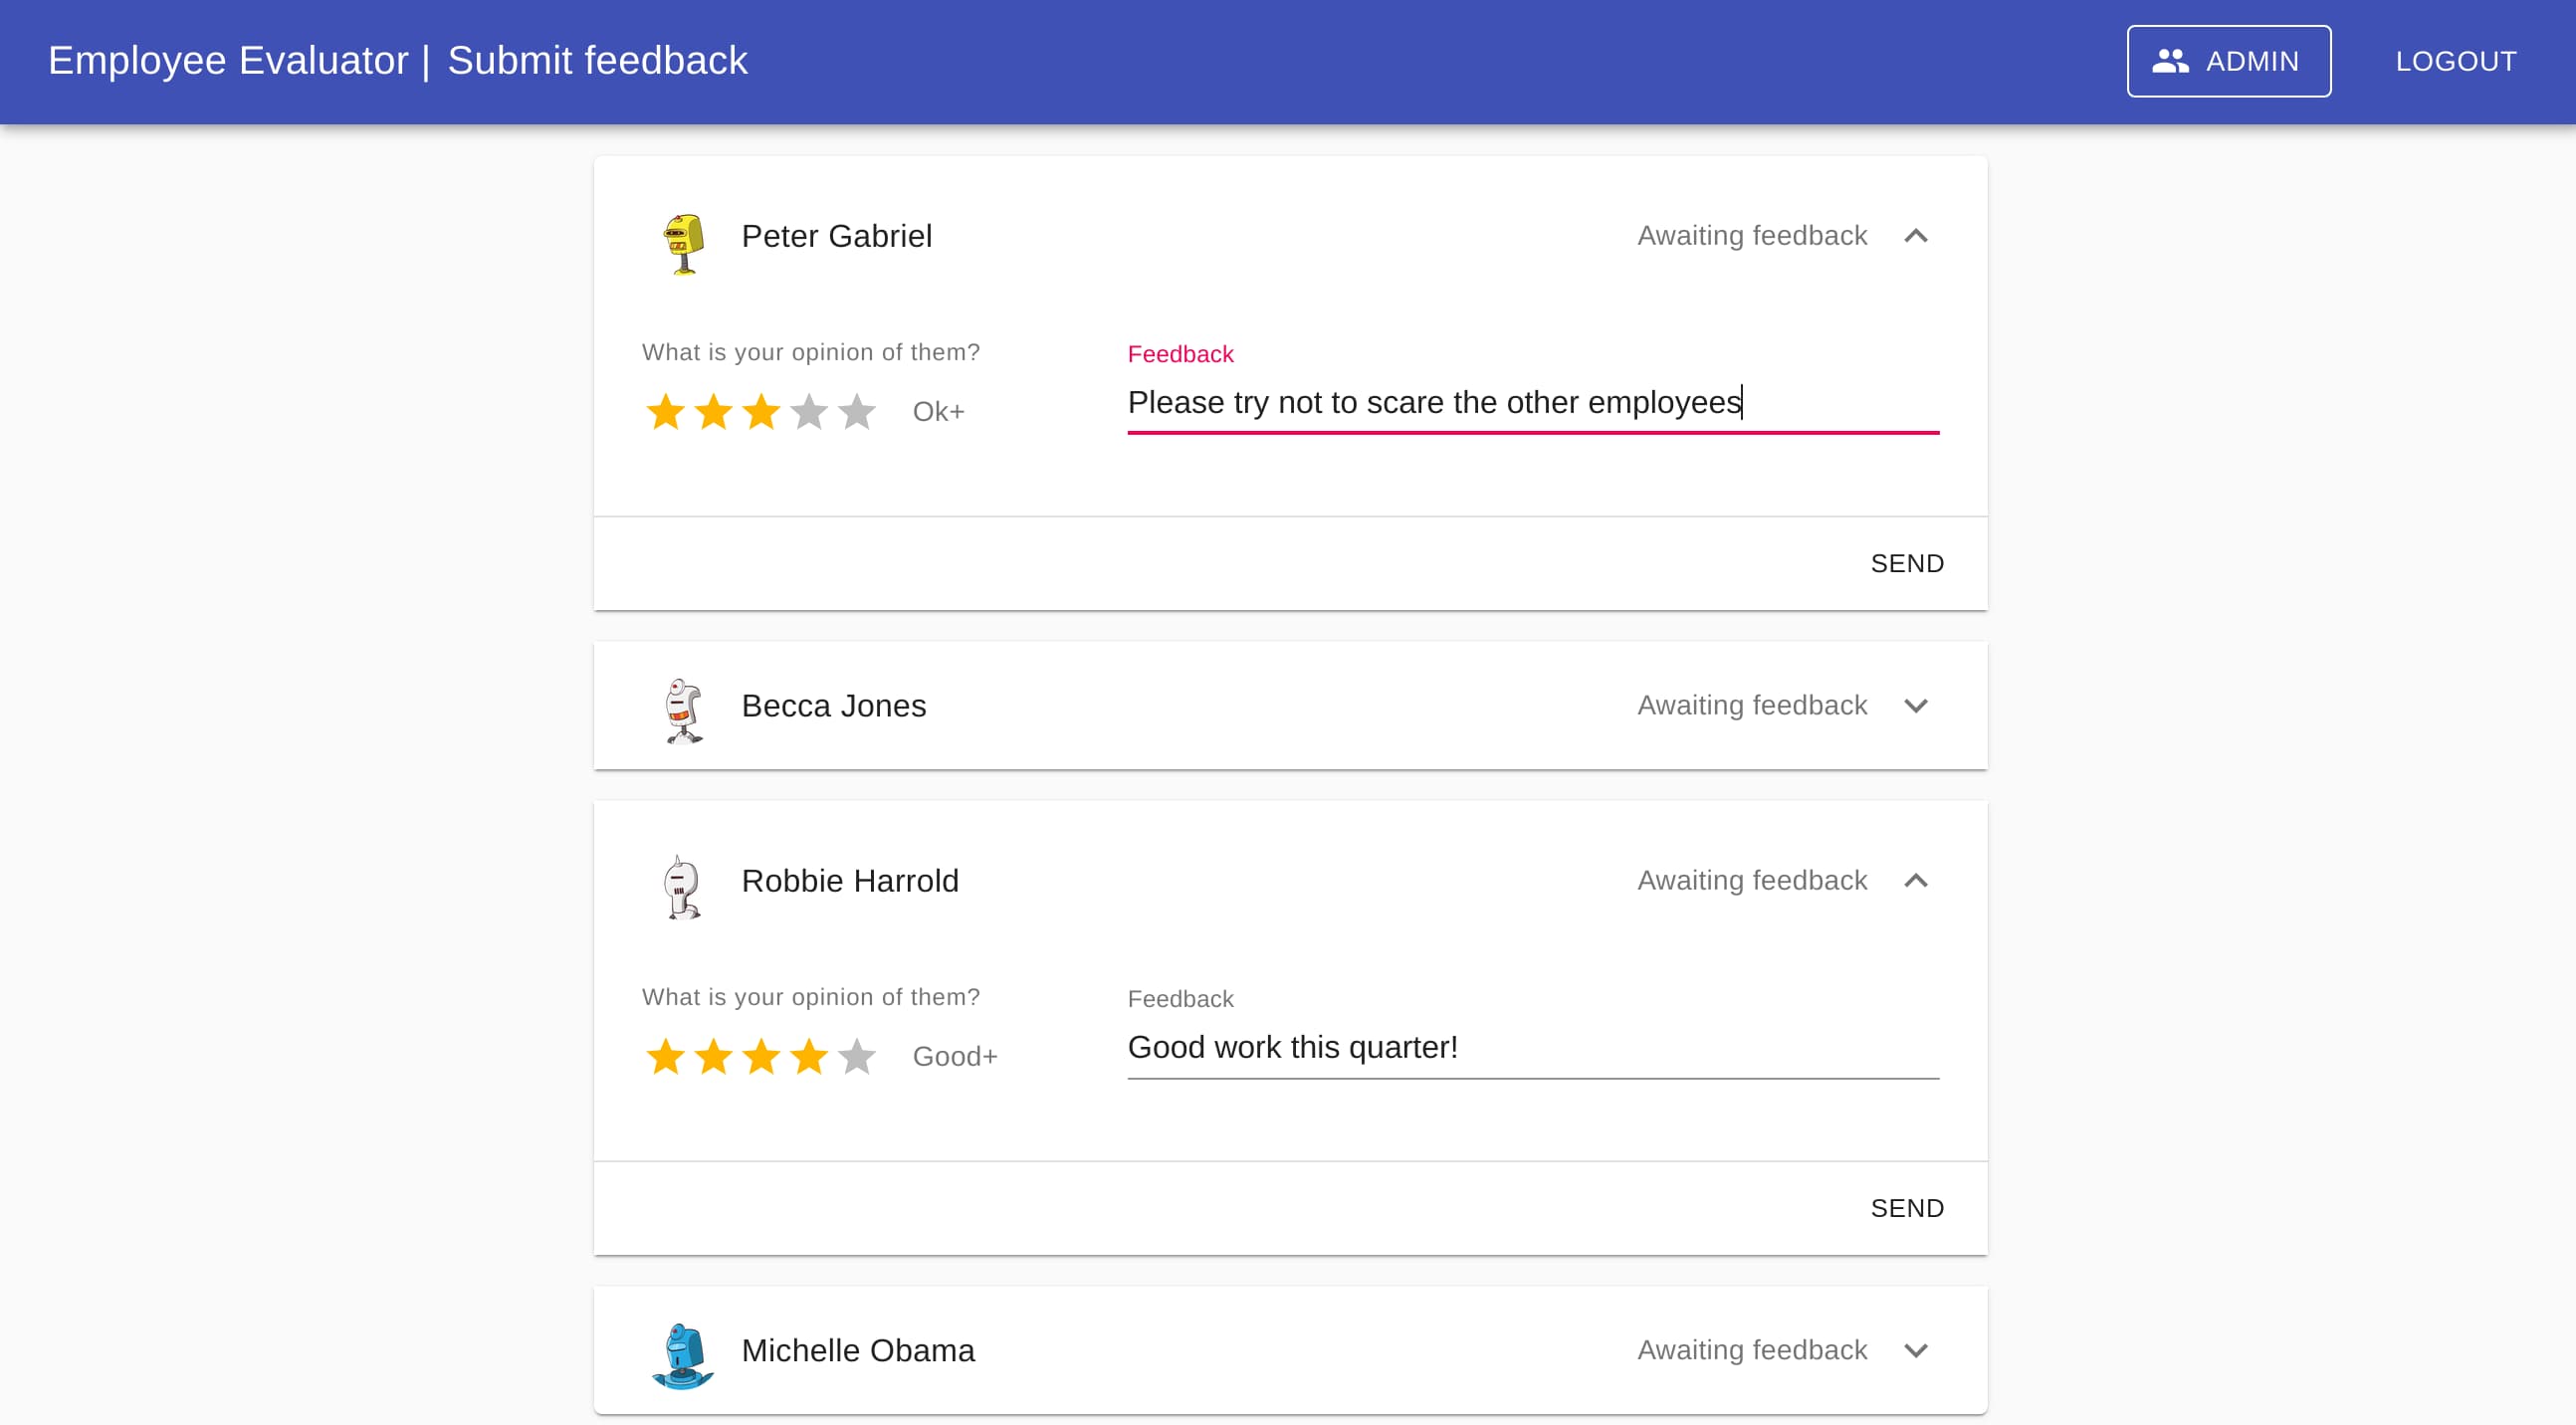 Employee Evaluator | Submit feedback
ADMIN
LOGOUT
Peter Gabriel
Awaiting feedback
What is your opinion of them?
Feedback
Ok+
Please try not to scare the other employees
SEND
Becca Jones
Awaiting feedback
Robbie Harrold
Awaiting feedback
What is your opinion of them?
Feedback
Good+
Good work this quarter!
SEND
Michelle Obama
Awaiting feedback